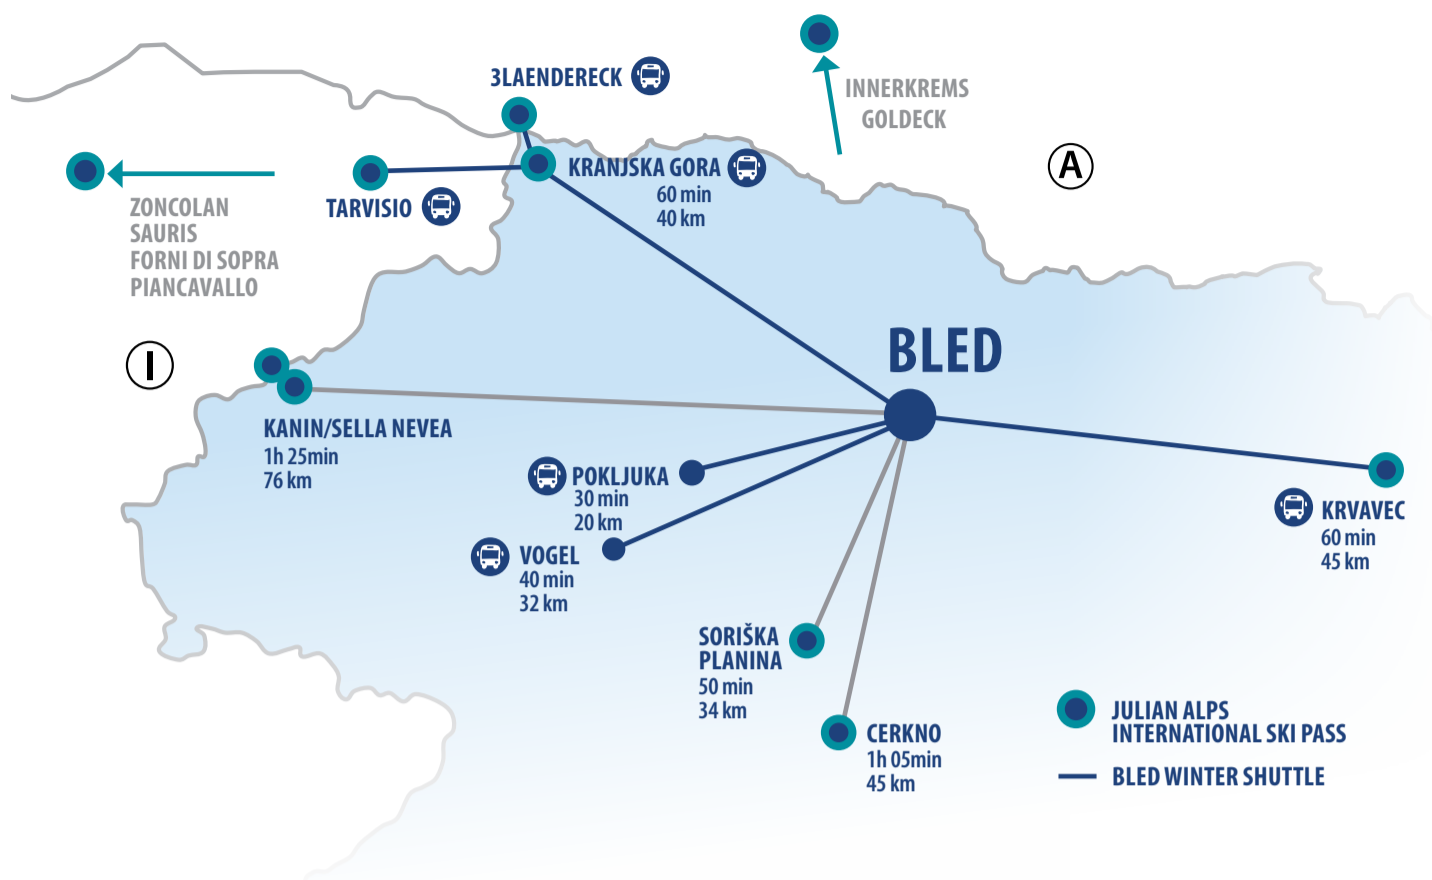 3LAENDERECK
INNERKREMS
GOLDECK
A
KRANJSKA GORA
60 min
40 km
TARVISIO
ZONCOLAN
SAURIS
FORNI DI SOPRA
PIANCAVALLO
I
BLED
KANIN/SELLA NEVEA
1h 25min
76 km
POKLJUKA
30 min
20 km
VOGEL
40 min
32 km
KRVAVEC
60 min
45 km
SORIŠKA
PLANINA
50 min
34 km
CERKNO
1h 05min
45 km
JULIAN ALPS
INTERNATIONAL SKI PASS
BLED WINTER SHUTTLE